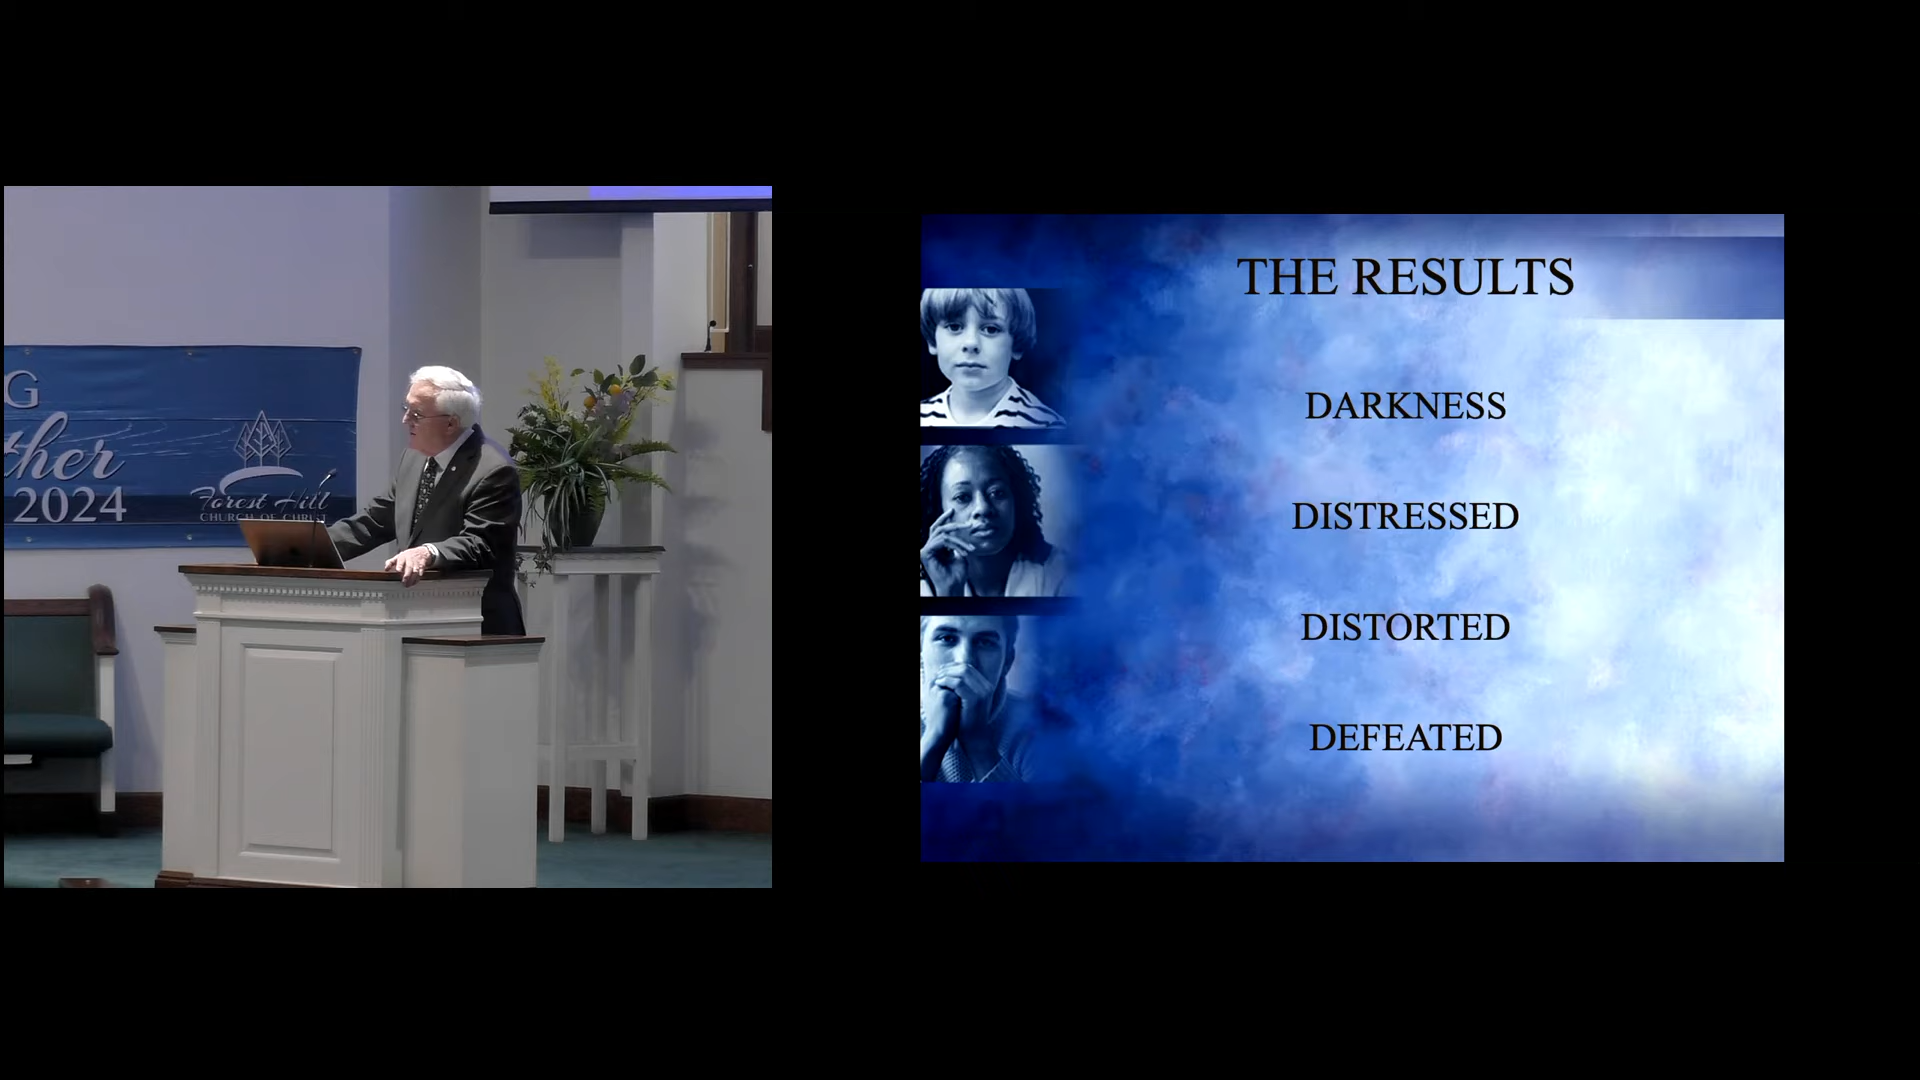 G
ther
2024
Forest Hill
CHURCH OF CHRIST
THE RESULTS
DARKNESS
DISTRESSED
DISTORTED
DEFEATED